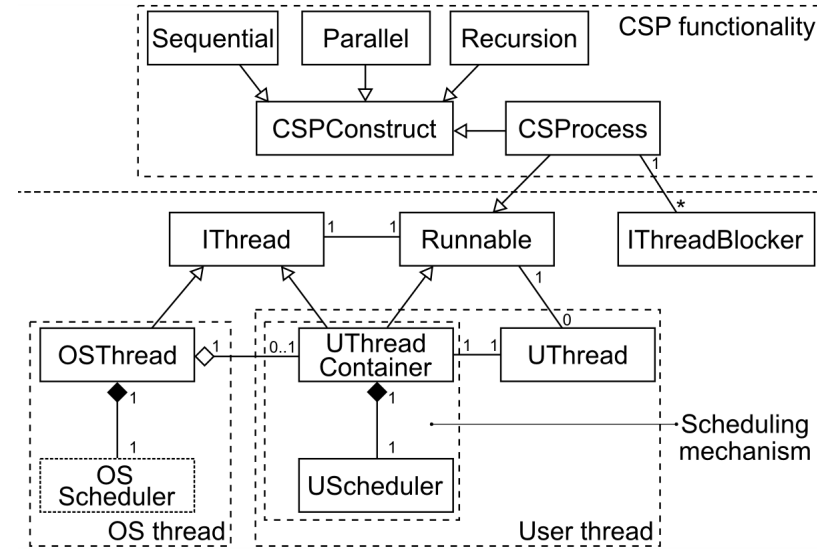 CSP functionality
Sequential
Parallel
Recursion
CSPConstruct
CSProcess
1
*
IThread
1
1
Runnable
IThreadBlocker
1
0
OSThread
1
0..1
UThread
Container
1
1
UThread
1
1
1
1
Scheduling
mechanism
OS
Scheduler
UScheduler
OS thread
User thread